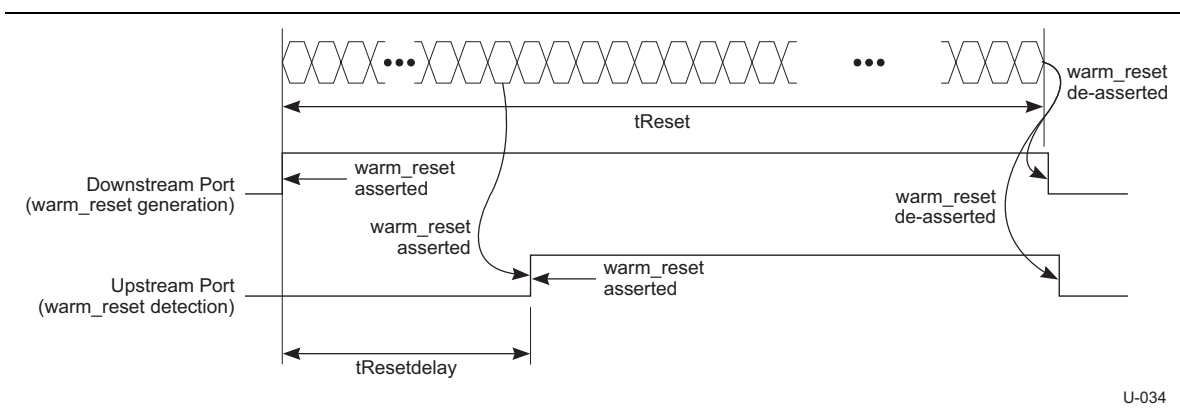 warm_reset
de-asserted
tReset
warm_reset
asserted
Downstream Port
(warm_reset generation)
warm_reset
de-asserted
warm_reset
asserted
warm_reset
asserted
Upstream Port
(warm_reset detection)
tResetdelay
U-034